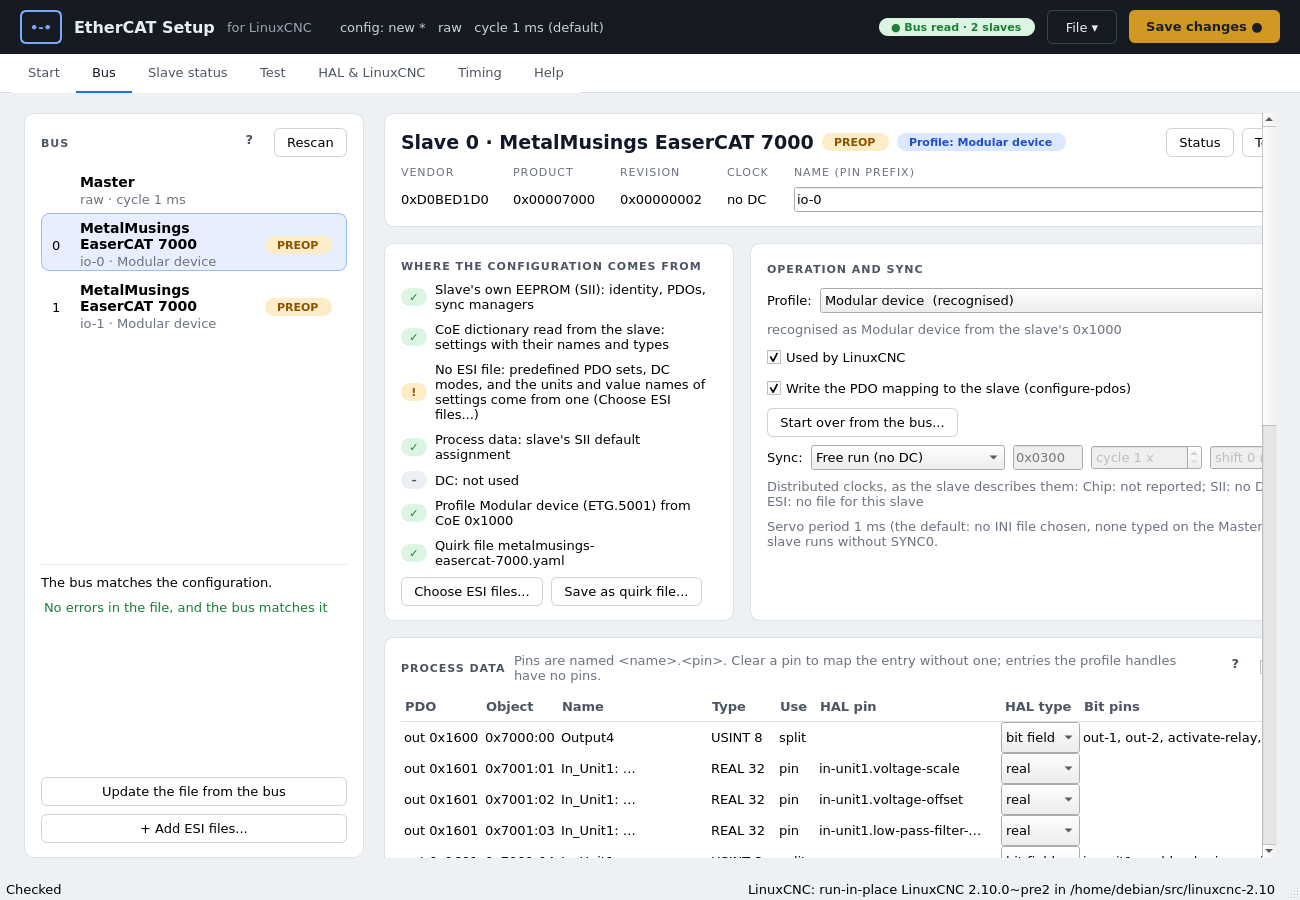 EtherCAT Setup for LinuxCNC config: new * raw cycle 1 ms (default) ● Bus read · 2 slaves File ▾ Save changes ●
Start Bus Slave status Test HAL & LinuxCNC Timing Help
BUS ? Rescan
Master
raw · cycle 1 ms
0 MetalMusings EaserCAT 7000 PREOP
io-0 · Modular device
1 MetalMusings EaserCAT 7000 PREOP
io-1 · Modular device
The bus matches the configuration.
No errors in the file, and the bus matches it
Update the file from the bus
+ Add ESI files...
Slave 0 · MetalMusings EaserCAT 7000 PREOP Profile: Modular device Status
VENDOR PRODUCT REVISION CLOCK NAME (PIN PREFIX)
0xD0BED1D0 0x00007000 0x00000002 no DC io-0
WHERE THE CONFIGURATION COMES FROM
✓ Slave's own EEPROM (SII): identity, PDOs,
sync managers
✓ CoE dictionary read from the slave:
settings with their names and types
! No ESI file: predefined PDO sets, DC
modes, and the units and value names of
settings come from one (Choose ESI
files...)
✓ Process data: slave's SII default
assignment
– DC: not used
✓ Profile Modular device (ETG.5001) from
CoE 0x1000
✓ Quirk file metalmusings-
easercat-7000.yaml
Choose ESI files... Save as quirk file...
OPERATION AND SYNC
Profile: Modular device (recognised)
recognised as Modular device from the slave's 0x1000
Used by LinuxCNC
Write the PDO mapping to the slave (configure-pdos)
Start over from the bus...
Sync: Free run (no DC) 0x0300 cycle 1 x shift 0
Distributed clocks, as the slave describes them: Chip: not reported; SII: no
ESI: no file for this slave
Servo period 1 ms (the default: no INI file chosen, none typed on the Master
slave runs without SYNC0.
PROCESS DATA Pins are named <name>.<pin>. Clear a pin to map the entry without one; entries the profile handles
have no pins. ?
PDO Object Name Type Use HAL pin HAL type Bit pins
out 0x1600 0x7000:00 Output4 USINT 8 split bit field out-1, out-2, activate-relay,
out 0x1601 0x7001:01 In_Unit1: ... REAL 32 pin in-unit1.voltage-scale real
out 0x1601 0x7001:02 In_Unit1: ... REAL 32 pin in-unit1.voltage-offset real
out 0x1601 0x7001:03 In_Unit1: ... REAL 32 pin in-unit1.low-pass-filter-... real
Checked LinuxCNC: run-in-place LinuxCNC 2.10.0~pre2 in /home/debian/src/linuxcnc-2.10